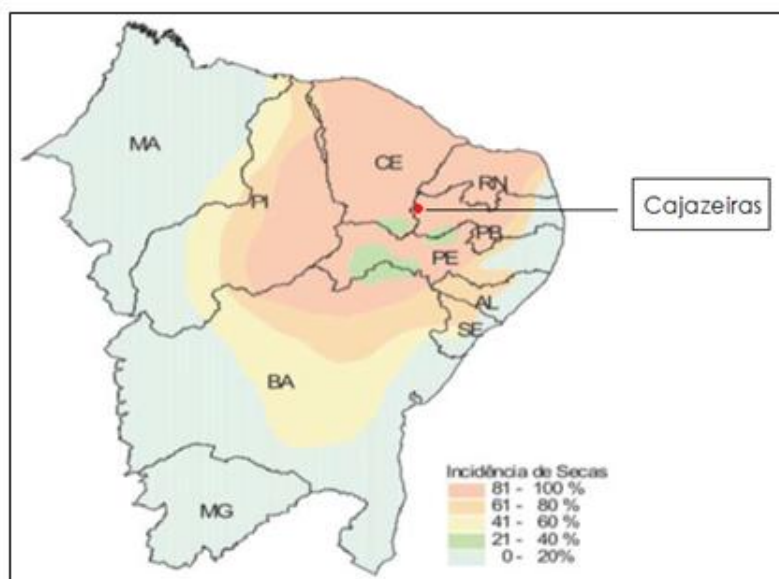 MA
CE
RN
PI
Cajazeiras
PB
PE
AL
SE
BA
MG
Incidência de Secas
81 - 100 %
61 - 80 %
41 - 60 %
21 - 40 %
0 - 20%